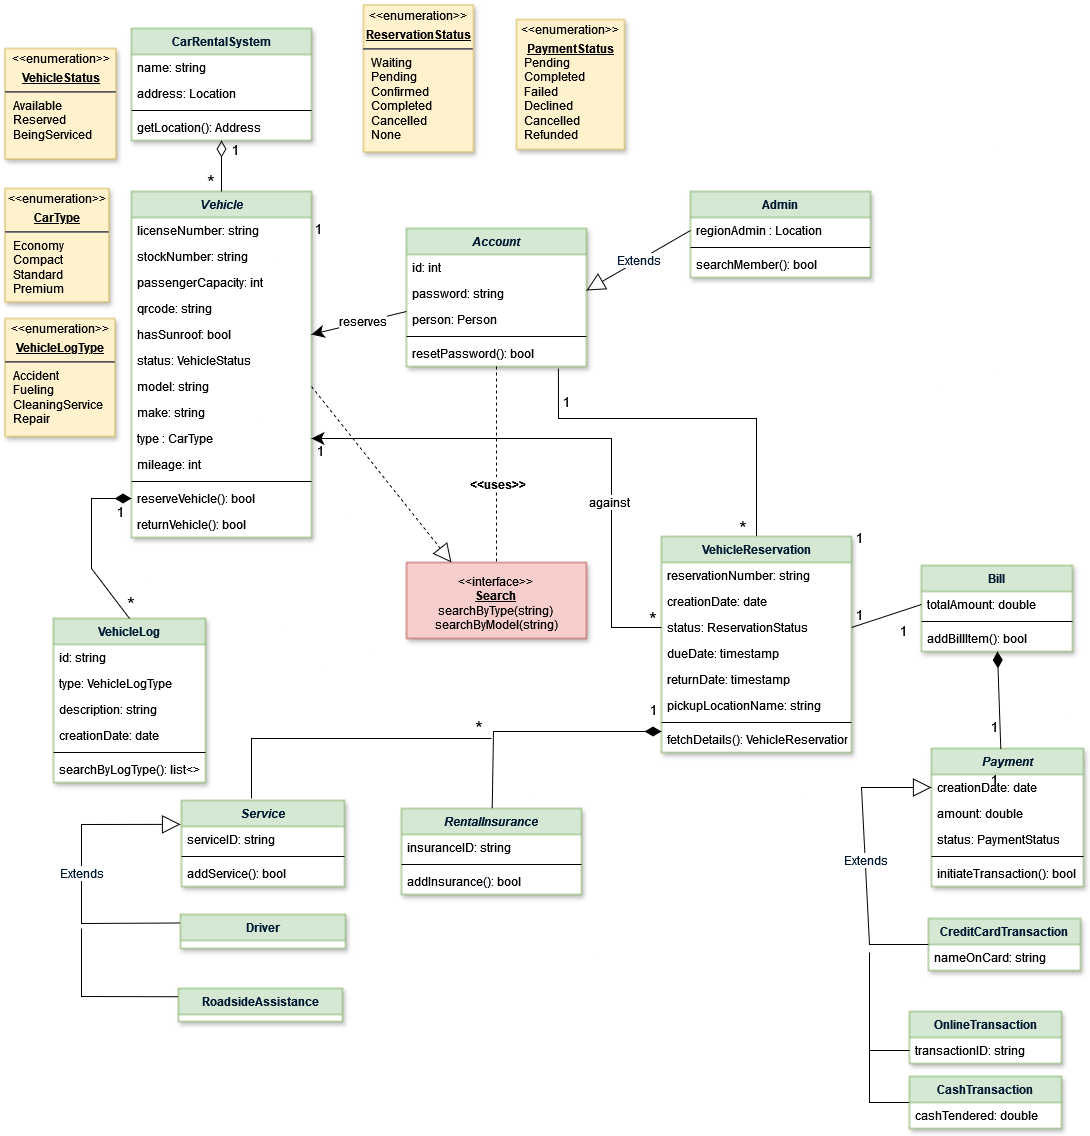 <<enumeration>>
VehicleStatus
Available
Reserved
BeingServiced
CarRentalSystem
name: string
address: Location
getLocation(): Address
1
*
<<enumeration>>
ReservationStatus
Waiting
Pending
Confirmed
Completed
Cancelled
None
<<enumeration>>
PaymentStatus
Pending
Completed
Failed
Declined
Cancelled
Refunded
<<enumeration>>
CarType
Economy
Compact
Standard
Premium
<<enumeration>>
VehicleLogType
Accident
Fueling
CleaningService
Repair
Vehicle
licenseNumber: string
stockNumber: string
passengerCapacity: int
qrcode: string
hasSunroof: bool
status: VehicleStatus
model: string
make: string
type : CarType
mileage: int
reserveVehicle(): bool
returnVehicle(): bool
1
reserves
1
1
*
Account
id: int
password: string
person: Person
resetPassword(): bool
Extends
Admin
regionAdmin : Location
searchMember(): bool
1
*
<<uses>>
against
*
<<interface>>
Search
searchByType(string)
searchByModel(string)
VehicleReservation
reservationNumber: string
creationDate: date
status: ReservationStatus
dueDate: timestamp
returnDate: timestamp
pickupLocationName: string
fetchDetails(): VehicleReservation
1
1
1
1
*
Bill
totalAmount: double
addBillItem(): bool
1
VehicleLog
id: string
type: VehicleLogType
description: string
creationDate: date
searchByLogType(): list<>
Service
serviceID: string
addService(): bool
Extends
Driver
RoadsideAssistance
RentalInsurance
insuranceID: string
addInsurance(): bool
Payment
1
creationDate: date
amount: double
status: PaymentStatus
initiateTransaction(): bool
Extends
CreditCardTransaction
nameOnCard: string
OnlineTransaction
transactionID: string
CashTransaction
cashTendered: double